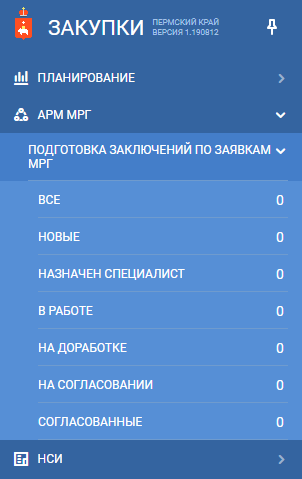 ЗАКУПКИ
ПЕРМСКИЙ КРАЙ
ВЕРСИЯ 1.190812
ПЛАНИРОВАНИЕ
АРМ МРГ
ПОДГОТОВКА ЗАКЛЮЧЕНИЙ ПО ЗАЯВКАМ
МРГ
ВСЕ 0
НОВЫЕ 0
НАЗНАЧЕН СПЕЦИАЛИСТ 0
В РАБОТЕ 0
НА ДОРАБОТКЕ 0
НА СОГЛАСОВАНИИ 0
СОГЛАСОВАННЫЕ 0
НСИ